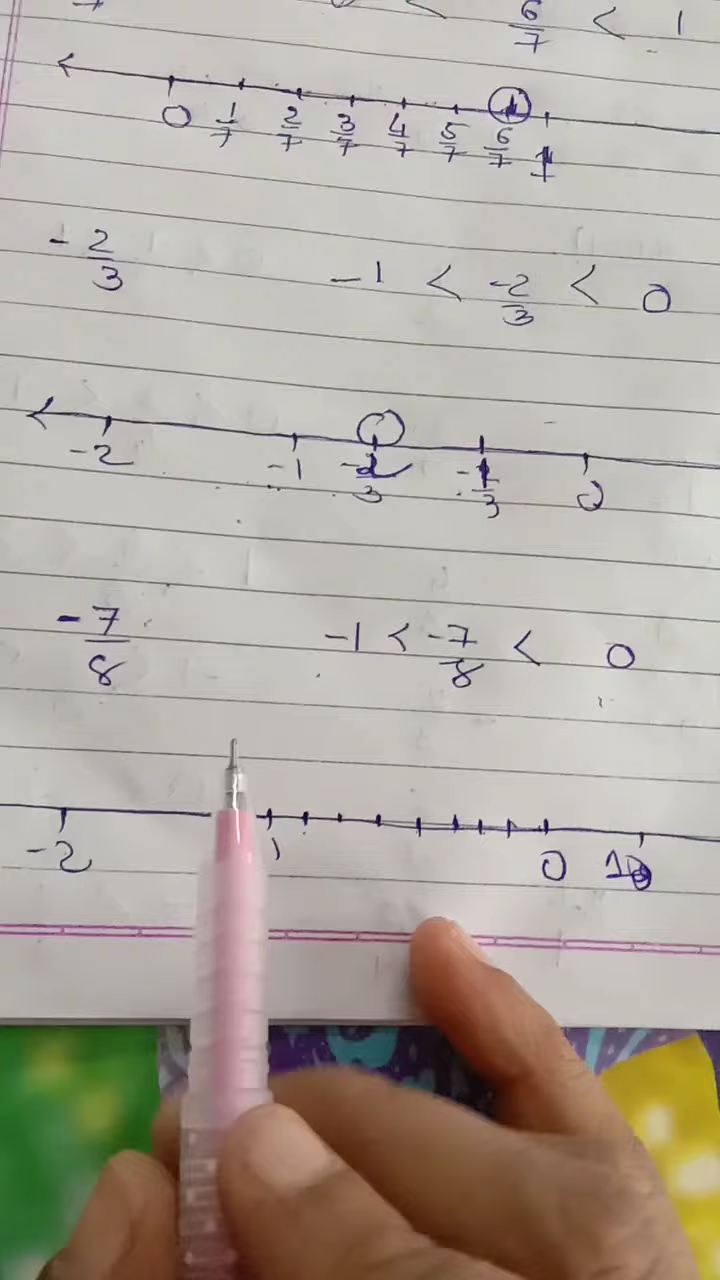 < 6/7 < 1
0 1/7 2/7 3/7 4/7 5/7 6/7 1
-2/3 -1 < -2/3 < 0
-2 -1 -2/3 -1/3 0
-7/8 -1 < -7/8 < 0
-2 1 0